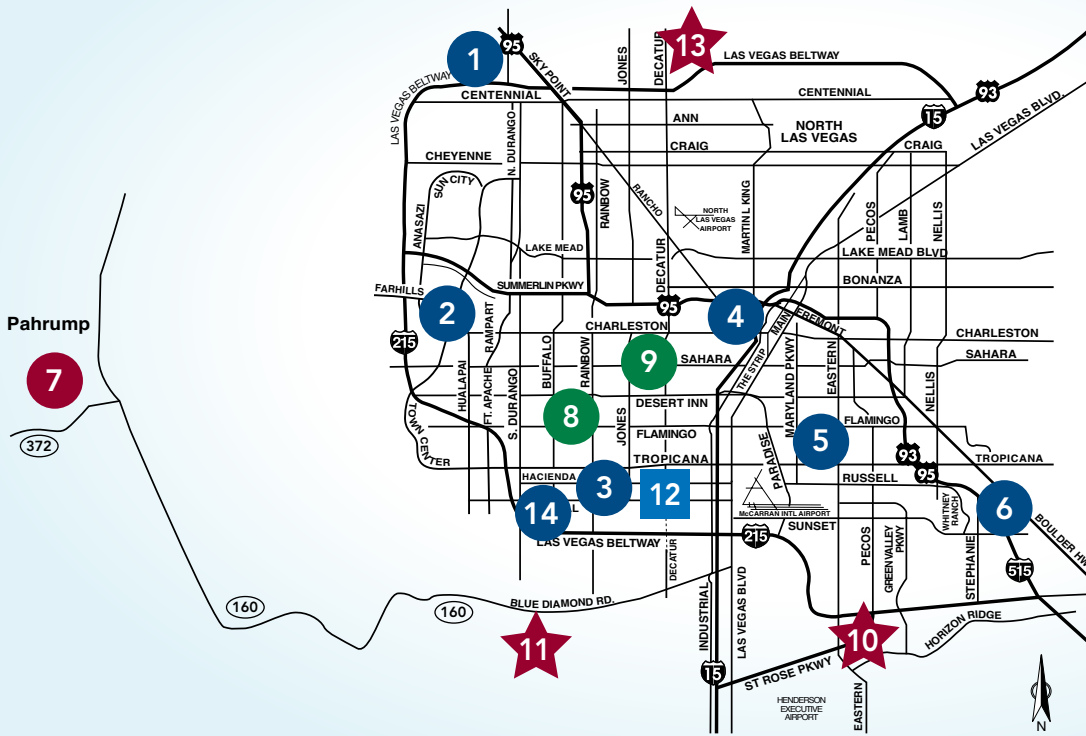 1
95
SKY POINT
JONES
DECATUR
13
LAS VEGAS BELTWAY
LAS VEGAS BELTWAY
93
CENTENNIAL
CENTENNIAL
N. DURANGO
ANN
NORTH
LAS VEGAS
15
LAS VEGAS BLVD.
CRAIG
CRAIG
CHEYENNE
SUN CITY
95
RAINBOW
RANCHO
NORTH
LAS VEGAS
AIRPORT
MARTIN L KING
PECOS
LAMB
NELLIS
ANASAZI
LAKE MEAD
LAKE MEAD BLVD
DECATUR
SUMMERLIN PKWY
BONANZA
FARHILLS
95
2
4
MAIN
FREMONT
Pahrump
7
372
215
RAMPART
CHARLESTON
CHARLESTON
9
SAHARA
SAHARA
THE STRIP
HUALAPAI
FT. APACHE
S. DURANGO
BUFFALO
RAINBOW
JONES
MARYLAND PKWY
EASTERN
NELLIS
DESERT INN
8
TOWN CENTER
FLAMINGO
FLAMINGO
5
PARADISE
TROPICANA
TROPICANA
93
95
HACIENDA
3
12
RUSSELL
14
L
McCARRAN INTL AIRPORT
SUNSET
WHITNEY
RANCH
6
BOULDER HWY
LAS VEGAS BELTWAY
215
DECATUR
PECOS
GREEN VALLEY
PKWY
STEPHANIE
515
160
160
BLUE DIAMOND RD.
11
INDUSTRIAL
LAS VEGAS BLVD
10
HORIZON RIDGE
15
ST ROSE PKWY
EASTERN
HENDERSON
EXECUTIVE
AIRPORT
N